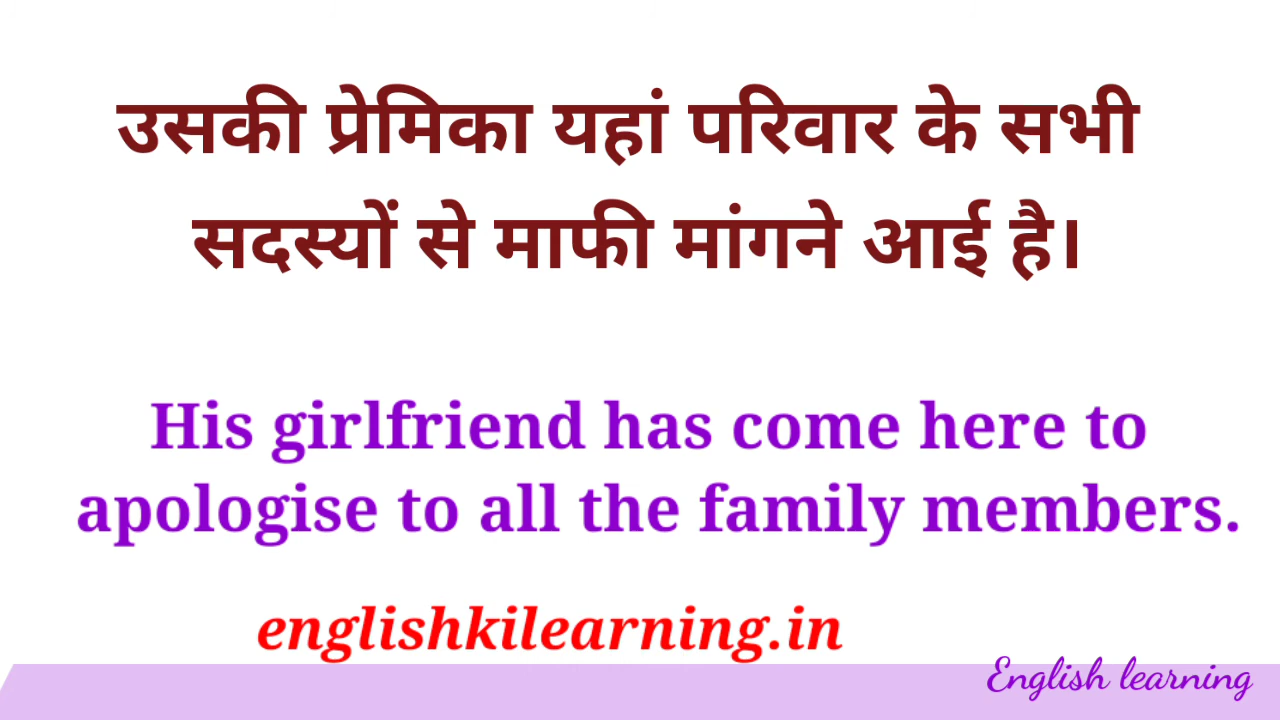 उसकी प्रेमिका यहां परिवार के सभी
सदस्यों से माफी मांगने आई है।
His girlfriend has come here to
apologise to all the family members.
englishkilearning.in
English learning